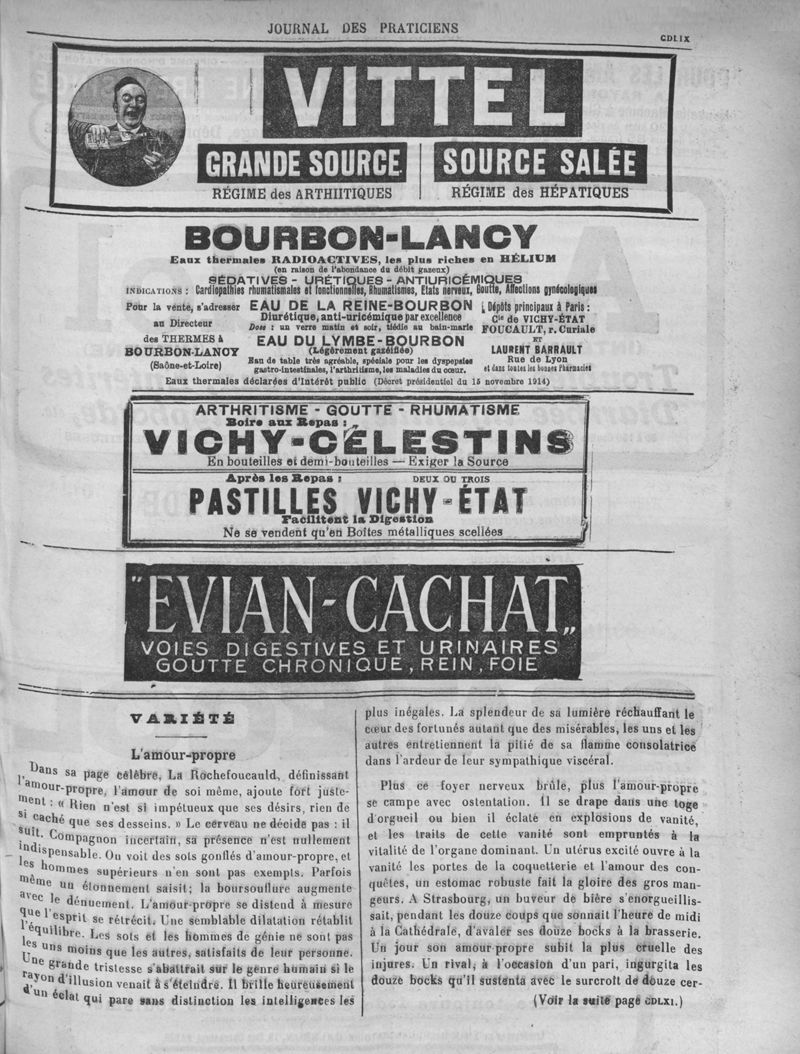 JOURNAL DES PRATICIENS
CDLIX
VITTEL
GRANDE SOURCE
SOURCE SALÉE
RÉGIME des ARTHIITIQUES
RÉGIME des HÉPATIQUES
BOURBON-LANCY
Eaux thermales RADIOACTIVES, les plus riches en HÉLIUM
(en raison de l'abondance du débit gazeux)
SÉDATIVES - URÉTIQUES - ANTIURICÉMIQUES
INDICATIONS : Cardiopathies rhumatismales et fonctionnelles, Rhumatismes, Etats nerveux, Goutte, Affections gynécologiques
Pour la vente, s'adresser
au Directeur
des THERMES à
BOURBON-LANCY
(Saône-et-Loire)
EAU DE LA REINE-BOURBON
Diurétique, anti-uricémique par excellence
Dose : un verre matin et soir, tiédie au bain-marie
EAU DU LYMBE-BOURBON
(Légèrement gazéifiée)
Eau de table très agréable, spéciale pour les dyspepsies
gastro-intestinales, l'arthritisme, les maladies du cœur.
Dépôts principaux à Paris :
Cie de VICHY-ÉTAT
FOUCAULT, r. Curiale
ET
LAURENT BARRAULT
Rue de Lyon
et dans toutes les bonnes Pharmacies
Eaux thermales déclarées d'Intérêt public (Décret présidentiel du 15 novembre 1914)
ARTHRITISME - GOUTTE - RHUMATISME
Boire aux Repas :
VICHY-CÉLESTINS
En bouteilles et demi-bouteilles — Exiger la Source
Après les Repas :
DEUX OU TROIS
PASTILLES VICHY-ÉTAT
Facilitent la Digestion
Ne se vendent qu'en Boîtes métalliques scellées
"EVIAN-CACHAT„
VOIES DIGESTIVES ET URINAIRES
GOUTTE CHRONIQUE, REIN, FOIE
VARIÉTÉ
L'amour-propre
Dans sa page célèbre, La Rochefoucauld, définissant
l'amour-propre, l'amour de soi même, ajoute fort juste-
ment : « Rien n'est si impétueux que ses désirs, rien de
si caché que ses desseins. » Le cerveau ne décide pas : il
suit. Compagnon incertain, sa présence n'est nullement
indispensable. On voit des sots gonflés d'amour-propre, et
les hommes supérieurs n'en sont pas exempts. Parfois
même un étonnement saisit; la boursouflure augmente
avec le dénuement. L'amour-propre se distend à mesure
que l'esprit se rétrécit. Une semblable dilatation rétablit
l'équilibre. Les sots et les hommes de génie ne sont pas
les uns moins que les autres, satisfaits de leur personne.
Une grande tristesse s'abattrait sur le genre humain si le
rayon d'illusion venait à s'éteindre. Il brille heureusement
d'un éclat qui pare sans distinction les intelligences les
plus inégales. La splendeur de sa lumière réchauffant le
cœur des fortunés autant que des misérables, les uns et les
autres entretiennent la pitié de sa flamme consolatrice
dans l'ardeur de leur sympathique viscéral.
Plus ce foyer nerveux brûle, plus l'amour-propre
se campe avec ostentation. Il se drape dans une toge
d'orgueil ou bien il éclate en explosions de vanité,
et les traits de cette vanité sont empruntés à la
vitalité de l'organe dominant. Un utérus excité ouvre à la
vanité les portes de la coquetterie et l'amour des con-
quêtes, un estomac robuste fait la gloire des gros man-
geurs. A Strasbourg, un buveur de bière s'enorgueillis-
sait, pendant les douze coups que sonnait l'heure de midi
à la Cathédrale, d'avaler ses douze bocks à la brasserie.
Un jour son amour-propre subit la plus cruelle des
injures. Un rival, à l'occasion d'un pari, ingurgita les
douze bocks qu'il sustenta avec le surcroît de douze cer-
(Voir la suite page CDLXI.)